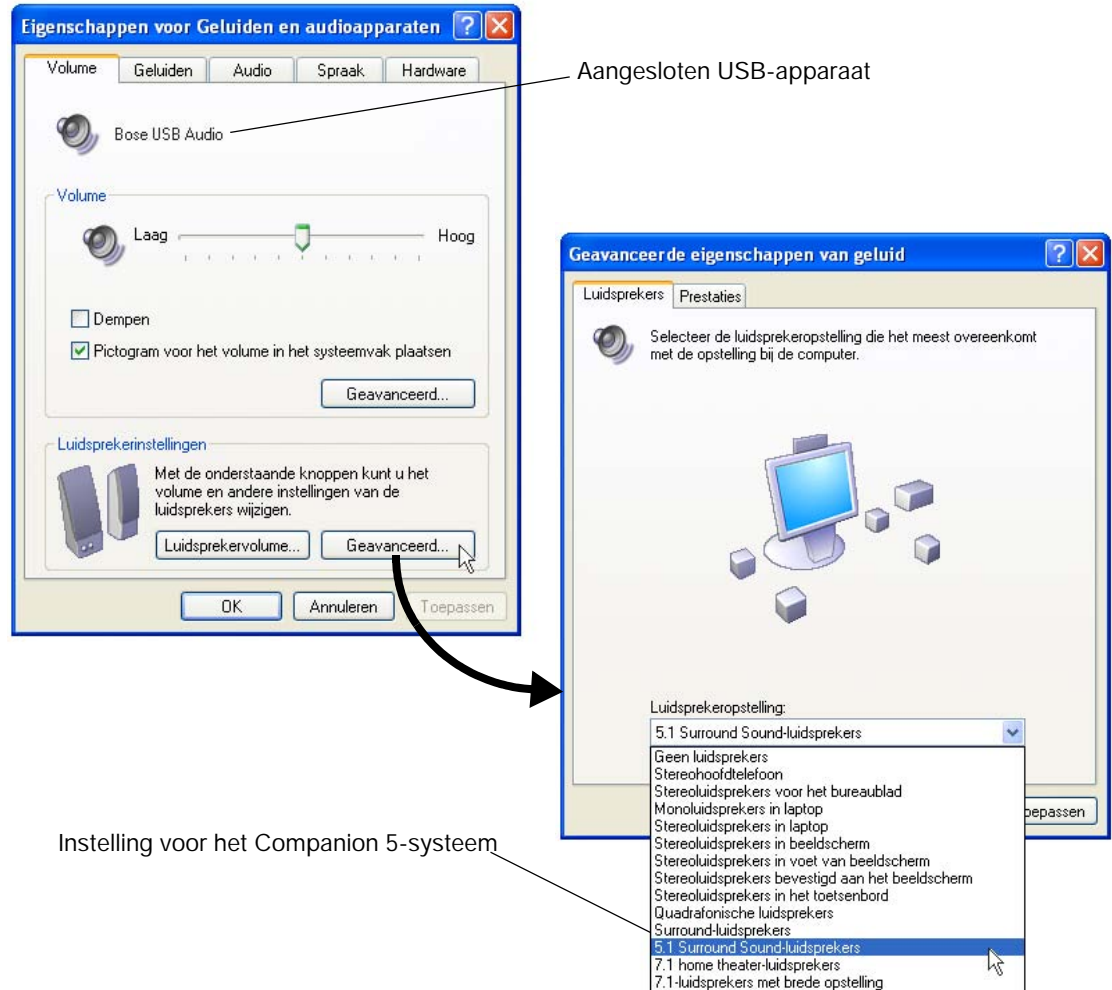 Eigenschappen voor Geluiden en audioapparaten
Volume Geluiden Audio Spraak Hardware
Aangesloten USB-apparaat
Bose USB Audio
Volume
Laag Hoog
Dempen
Pictogram voor het volume in het systeemvak plaatsen
Geavanceerd...
Luidsprekerinstellingen
Met de onderstaande knoppen kunt u het
volume en andere instellingen van de
luidsprekers wijzigen.
Luidsprekervolume... Geavanceerd...
OK Annuleren Toepassen
Geavanceerde eigenschappen van geluid
Luidsprekers Prestaties
Selecteer de luidsprekeropstelling die het meest overeenkomt
met de opstelling bij de computer.
Luidsprekeropstelling:
5.1 Surround Sound-luidsprekers
Geen luidsprekers
Stereohoofdtelefoon
Stereoluidsprekers voor het bureaublad
Monoluidsprekers in laptop
Stereoluidsprekers in laptop
Stereoluidsprekers in beeldscherm
Stereoluidsprekers in voet van beeldscherm
Stereoluidsprekers bevestigd aan het beeldscherm
Stereoluidsprekers in het toetsenbord
Quadrafonische luidsprekers
Surround-luidsprekers
5.1 Surround Sound-luidsprekers
7.1 home theater-luidsprekers
7.1-luidsprekers met brede opstelling
epassen
Instelling voor het Companion 5-systeem